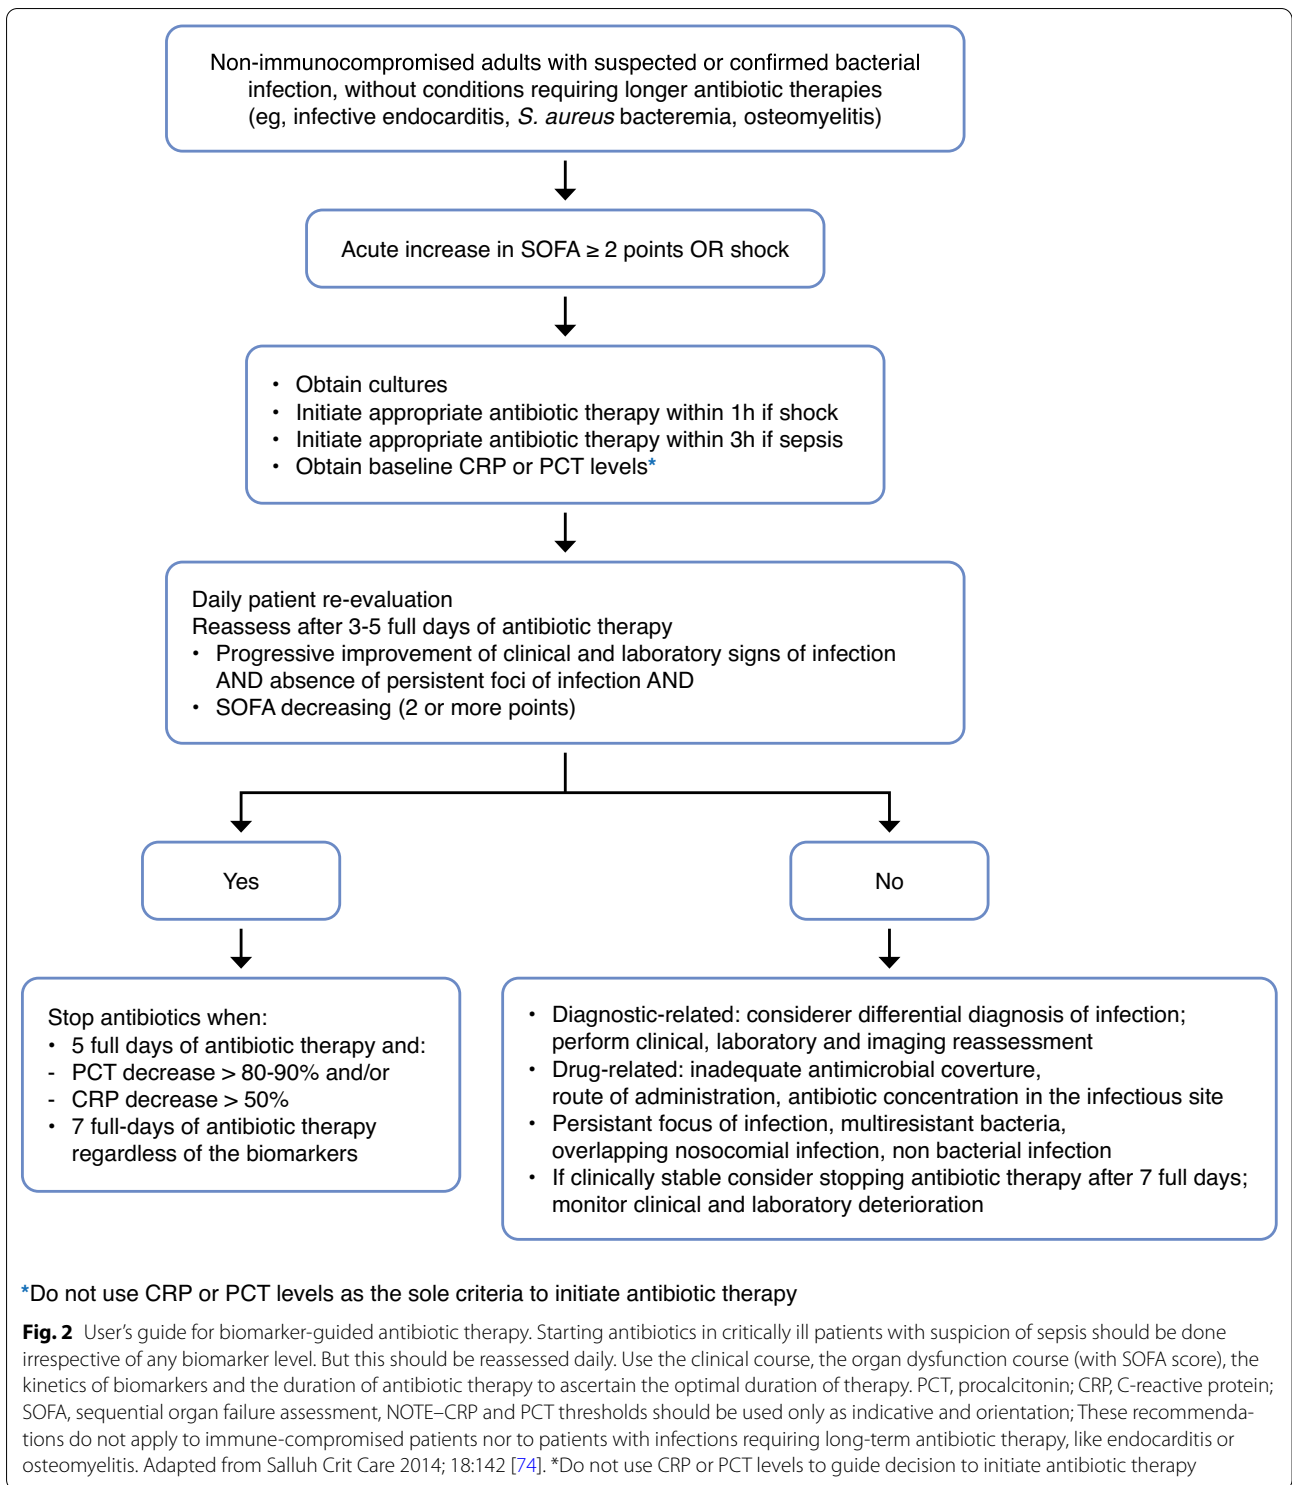 Non-immunocompromised adults with suspected or confirmed bacterial
infection, without conditions requiring longer antibiotic therapies
(eg, infective endocarditis, S. aureus bacteremia, osteomyelitis)
Acute increase in SOFA ≥ 2 points OR shock
• Obtain cultures
• Initiate appropriate antibiotic therapy within 1h if shock
• Initiate appropriate antibiotic therapy within 3h if sepsis
• Obtain baseline CRP or PCT levels*
Daily patient re-evaluation
Reassess after 3-5 full days of antibiotic therapy
• Progressive improvement of clinical and laboratory signs of infection
AND absence of persistent foci of infection AND
• SOFA decreasing (2 or more points)
Yes
No
Stop antibiotics when:
• 5 full days of antibiotic therapy and:
- PCT decrease > 80-90% and/or
- CRP decrease > 50%
• 7 full-days of antibiotic therapy
regardless of the biomarkers
• Diagnostic-related: considerer differential diagnosis of infection;
perform clinical, laboratory and imaging reassessment
• Drug-related: inadequate antimicrobial coverture,
route of administration, antibiotic concentration in the infectious site
• Persistant focus of infection, multiresistant bacteria,
overlapping nosocomial infection, non bacterial infection
• If clinically stable consider stopping antibiotic therapy after 7 full days;
monitor clinical and laboratory deterioration
*Do not use CRP or PCT levels as the sole criteria to initiate antibiotic therapy
Fig. 2 User's guide for biomarker-guided antibiotic therapy. Starting antibiotics in critically ill patients with suspicion of sepsis should be done
irrespective of any biomarker level. But this should be reassessed daily. Use the clinical course, the organ dysfunction course (with SOFA score), the
kinetics of biomarkers and the duration of antibiotic therapy to ascertain the optimal duration of therapy. PCT, procalcitonin; CRP, C-reactive protein;
SOFA, sequential organ failure assessment, NOTE–CRP and PCT thresholds should be used only as indicative and orientation; These recommenda-
tions do not apply to immune-compromised patients nor to patients with infections requiring long-term antibiotic therapy, like endocarditis or
osteomyelitis. Adapted from Salluh Crit Care 2014; 18:142 [74]. *Do not use CRP or PCT levels to guide decision to initiate antibiotic therapy